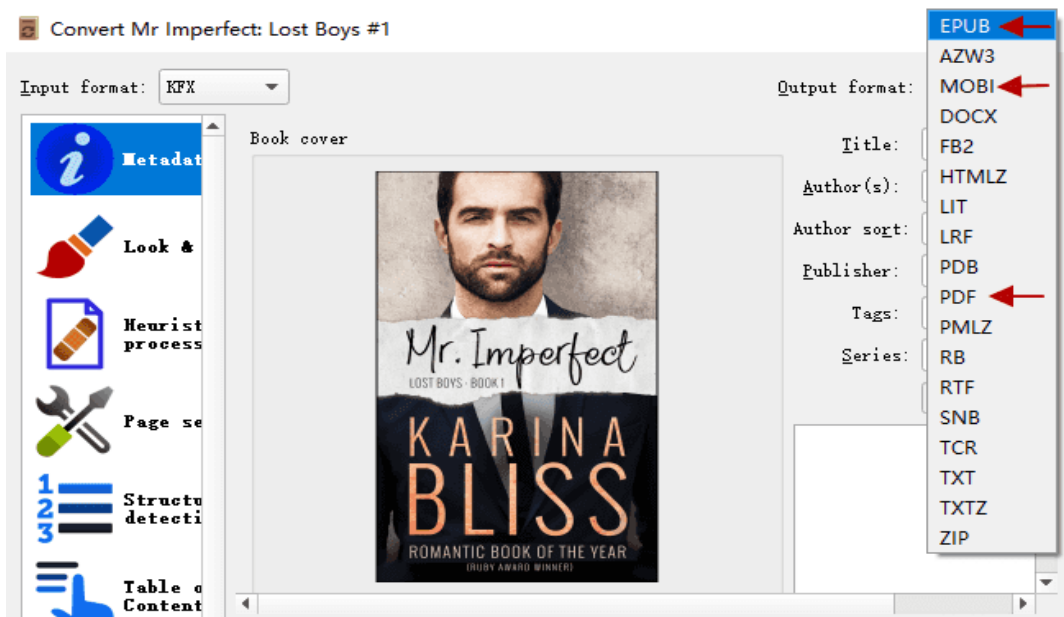 Convert Mr Imperfect: Lost Boys #1
Input format: KFX
Output format:
EPUB
AZW3
MOBI
DOCX
FB2
HTMLZ
LIT
LRF
PDB
PDF
PMLZ
RB
RTF
SNB
TCR
TXT
TXTZ
ZIP
Metadat
Look &
Heurist
process
Page se
1
2
3
Structu
detecti
Table o
Content
Book cover
Mr. Imperfect
LOST BOYS - BOOK 1
KARINA
BLISS
ROMANTIC BOOK OF THE YEAR
(RUBY AWARD WINNER)
Title:
Author(s):
Author sort:
Publisher:
Tags:
Series: